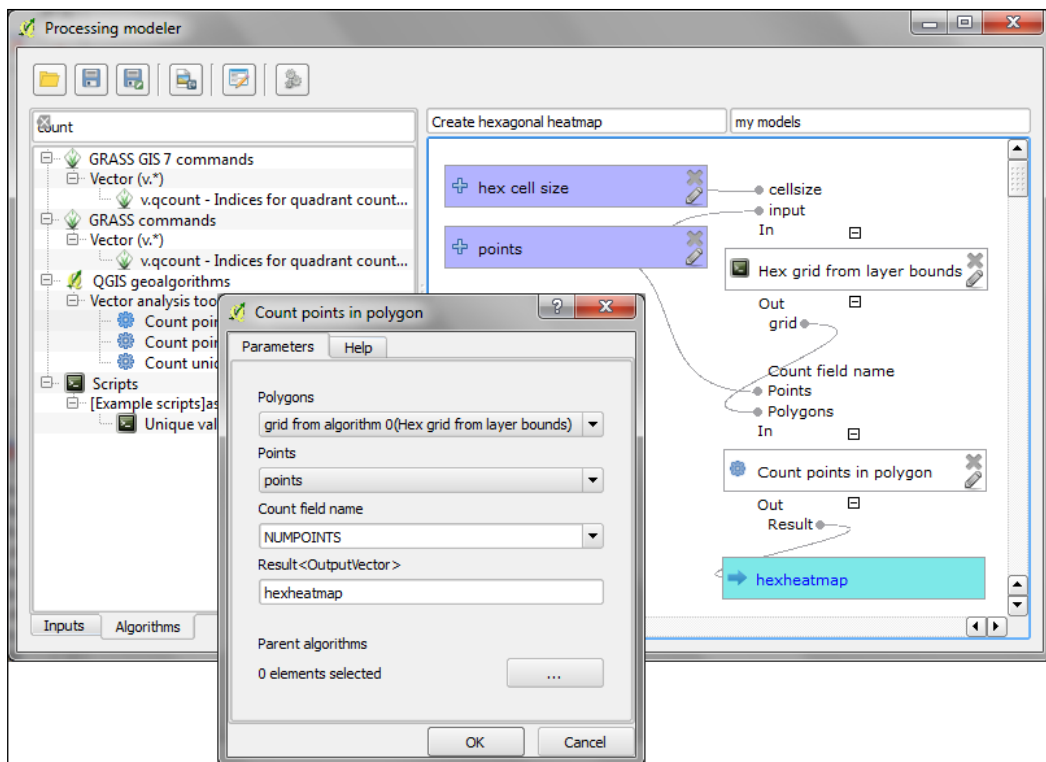 Processing modeler
count
GRASS GIS 7 commands
Vector (v.*)
v.qcount - Indices for quadrant count...
GRASS commands
Vector (v.*)
v.qcount - Indices for quadrant count...
QGIS geoalgorithms
Vector analysis too
Count poi
Count poi
Count uni
Scripts
[Example scripts]as
Unique val
Inputs
Algorithms
Create hexagonal heatmap
my models
hex cell size
points
cellsize
input
In
Hex grid from layer bounds
Out
grid
Count field name
Points
Polygons
In
Count points in polygon
Out
Result
hexheatmap
Count points in polygon
Parameters
Help
Polygons
grid from algorithm 0(Hex grid from layer bounds)
Points
points
Count field name
NUMPOINTS
Result<OutputVector>
hexheatmap
Parent algorithms
0 elements selected
...
OK
Cancel